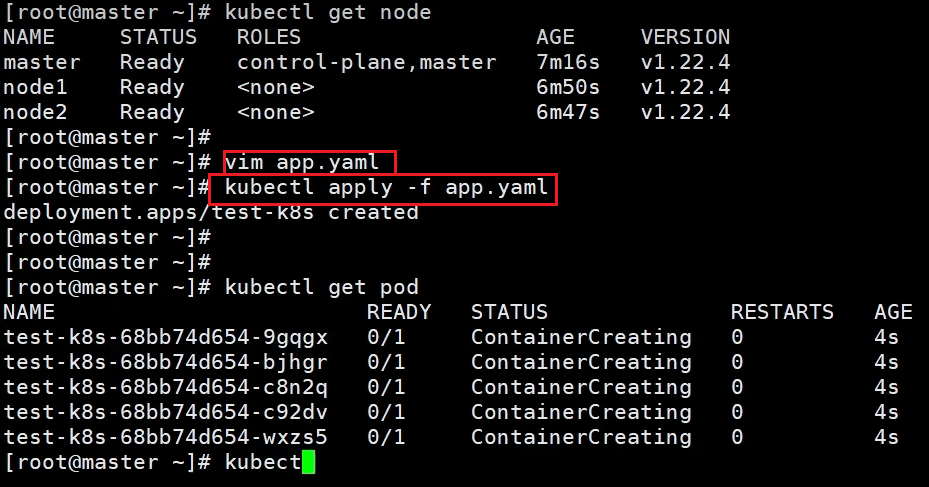 [root@master ~]# kubectl get node
NAME     STATUS   ROLES                  AGE     VERSION
master   Ready    control-plane,master   7m16s   v1.22.4
node1    Ready    <none>                 6m50s   v1.22.4
node2    Ready    <none>                 6m47s   v1.22.4
[root@master ~]#
[root@master ~]# vim app.yaml
[root@master ~]# kubectl apply -f app.yaml
deployment.apps/test-k8s created
[root@master ~]#
[root@master ~]#
[root@master ~]# kubectl get pod
NAME                        READY   STATUS              RESTARTS   AGE
test-k8s-68bb74d654-9gqgx   0/1     ContainerCreating   0          4s
test-k8s-68bb74d654-bjhgr   0/1     ContainerCreating   0          4s
test-k8s-68bb74d654-c8n2q   0/1     ContainerCreating   0          4s
test-k8s-68bb74d654-c92dv   0/1     ContainerCreating   0          4s
test-k8s-68bb74d654-wxzs5   0/1     ContainerCreating   0          4s
[root@master ~]# kubect